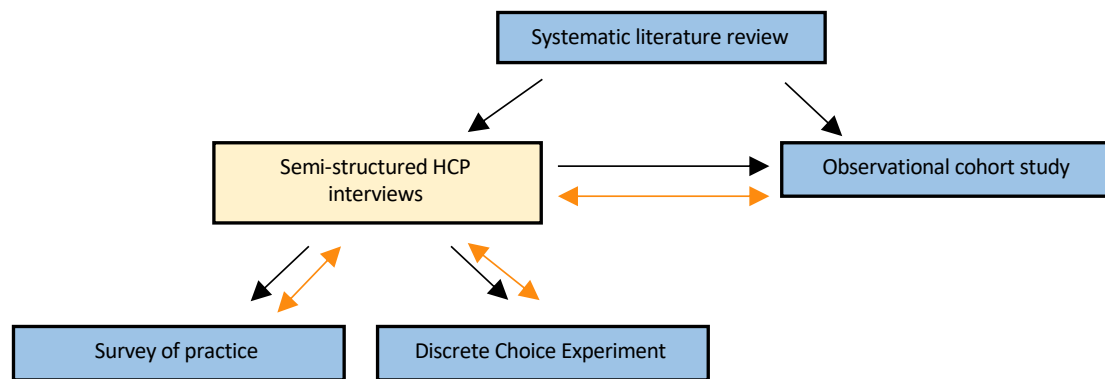 Systematic literature review
Semi-structured HCP
interviews
Observational cohort study
Survey of practice
Discrete Choice Experiment